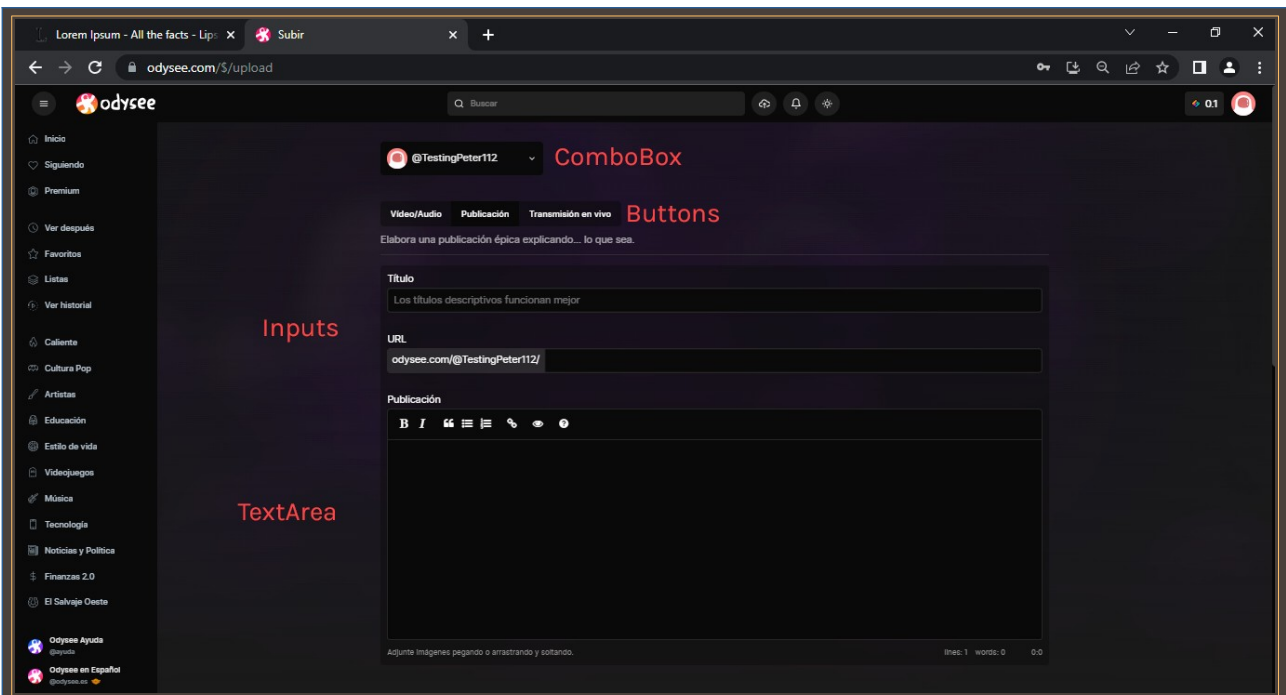 Lorem Ipsum - All the facts - Lips
Subir
odysee.com/$/upload
odysee
Buscar
0.1
Inicio
Siguiendo
Premium
Ver después
Favoritos
Listas
Ver historial
Caliente
Cultura Pop
Artistas
Educación
Estilo de vida
Videojuegos
Música
Tecnología
Noticias y Política
Finanzas 2.0
El Salvaje Oeste
Odysee Ayuda
@ayuda
Odysee en Español
@odysee.es
@TestingPeter112
ComboBox
Vídeo/Audio Publicación Transmisión en vivo
Buttons
Elabora una publicación épica explicando... lo que sea.
Inputs
Título
Los títulos descriptivos funcionan mejor
URL
odysee.com/@TestingPeter112/
TextArea
Publicación
B I
Adjunte imágenes pegando o arrastrando y soltando.
lines: 1 words: 0 0:0